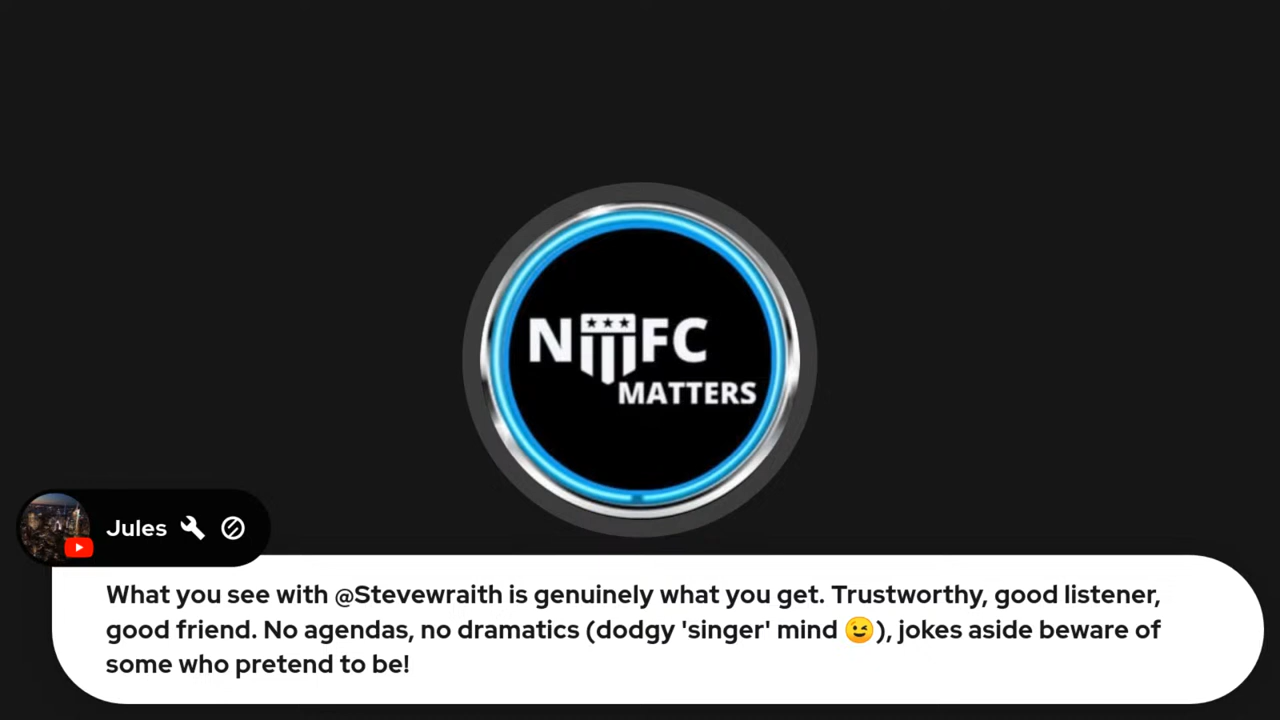 NUFC
MATTERS
Jules
What you see with @Stevewraith is genuinely what you get. Trustworthy, good listener,
good friend. No agendas, no dramatics (dodgy 'singer' mind 😉), jokes aside beware of
some who pretend to be!